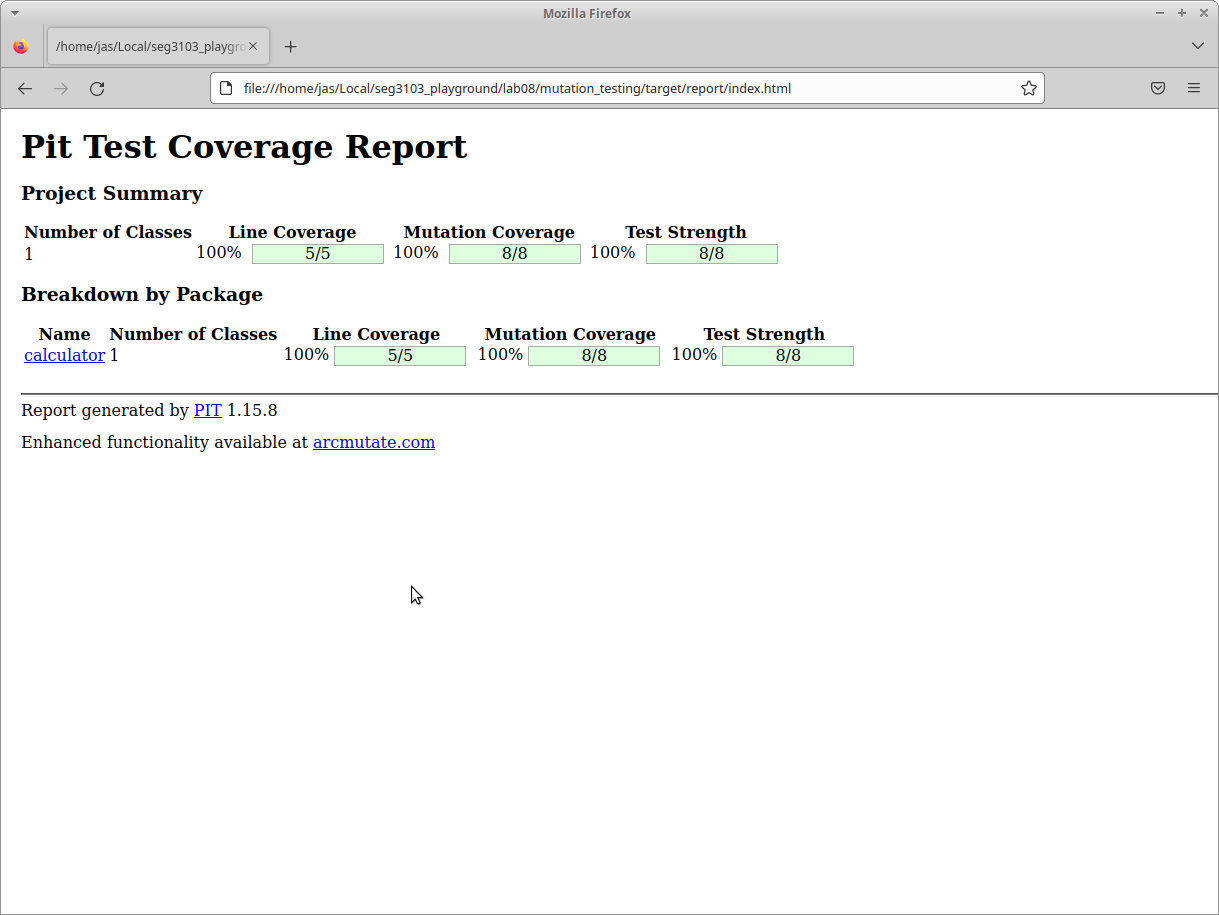 Mozilla Firefox
/home/jas/Local/seg3103_playgro
file:///home/jas/Local/seg3103_playground/lab08/mutation_testing/target/report/index.html
Pit Test Coverage Report
Project Summary
Number of Classes Line Coverage Mutation Coverage Test Strength
1 100% 5/5 100% 8/8 100% 8/8
Breakdown by Package
Name Number of Classes Line Coverage Mutation Coverage Test Strength
calculator 1 100% 5/5 100% 8/8 100% 8/8
Report generated by PIT 1.15.8
Enhanced functionality available at arcmutate.com